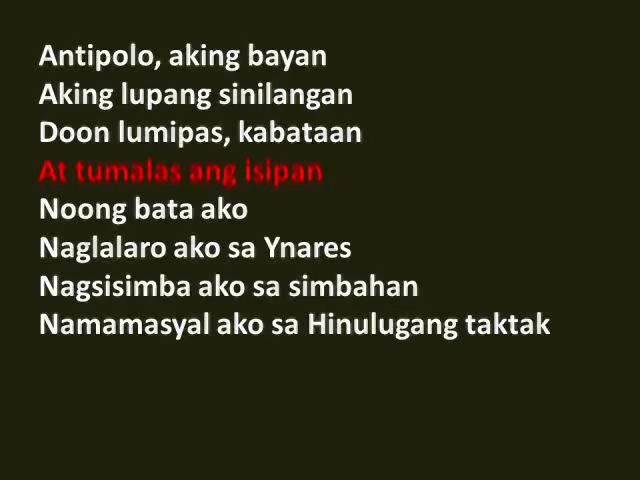 Antipolo, aking bayan
Aking lupang sinilangan
Doon lumipas, kabataan
At tumalas ang isipan
Noong bata ako
Naglalaro ako sa Ynares
Nagsisimba ako sa simbahan
Namamasyal ako sa Hinulugang taktak